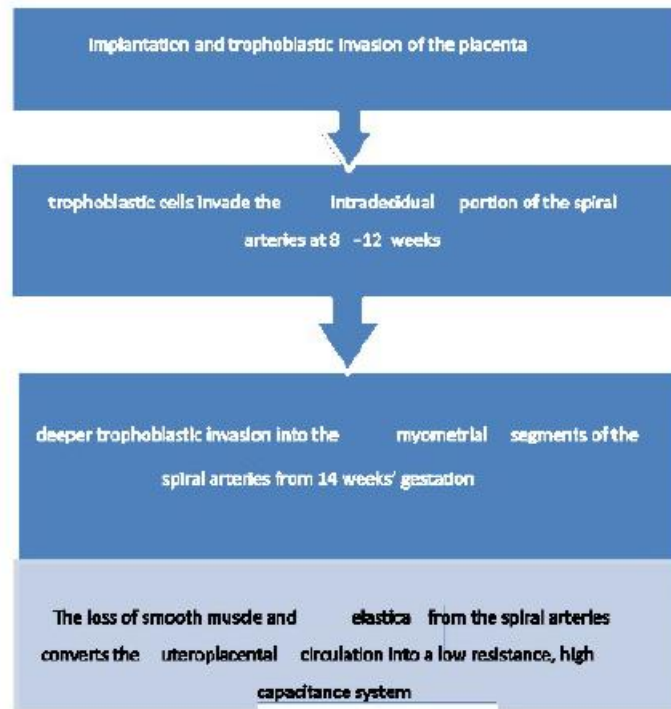 implantation and trophoblastic invasion of the placenta
trophoblastic cells invade the intradecidual portion of the spiral
arteries at 8 –12 weeks
deeper trophoblastic invasion into the myometrial segments of the
spiral arteries from 14 weeks' gestation
The loss of smooth muscle and elastica from the spiral arteries
converts the uteroplacental circulation into a low resistance, high
capacitance system